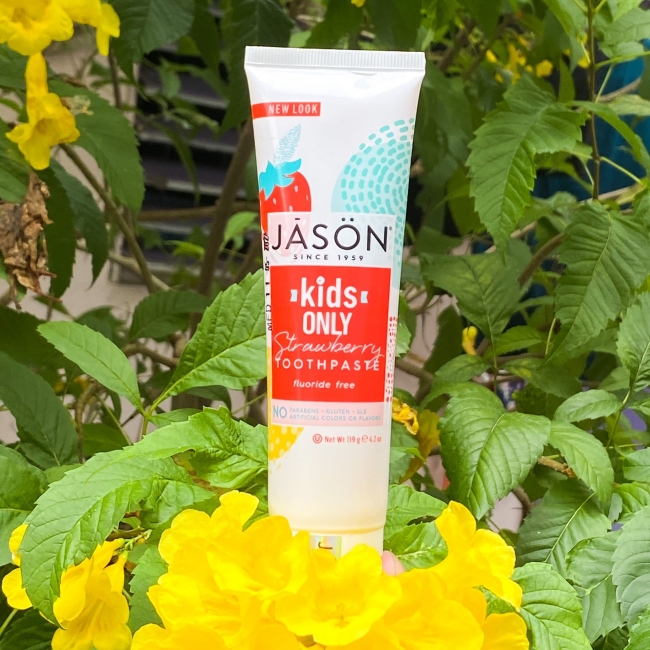 NEW LOOK
JĀSÖN®
SINCE 1959
kids
ONLY
Strawberry
TOOTHPASTE
fluoride free
NO PARABENS • GLUTEN • SLS
ARTIFICIAL COLORS OR FLAVORS
Net Wt 119 g ℮ 4.2 oz